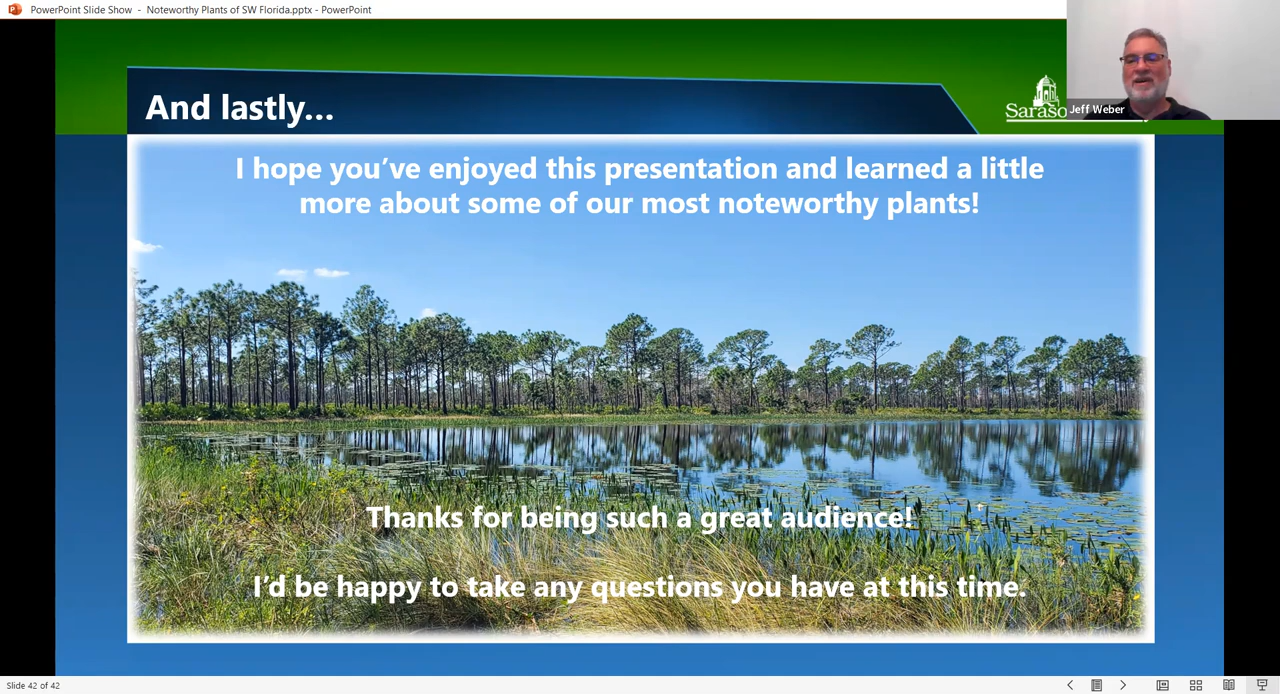 PowerPoint Slide Show - Noteworthy Plants of SW Florida.pptx - PowerPoint
And lastly...
Saraso
Jeff Weber
I hope you've enjoyed this presentation and learned a little
more about some of our most noteworthy plants!
Thanks for being such a great audience!
I'd be happy to take any questions you have at this time.
Slide 42 of 42